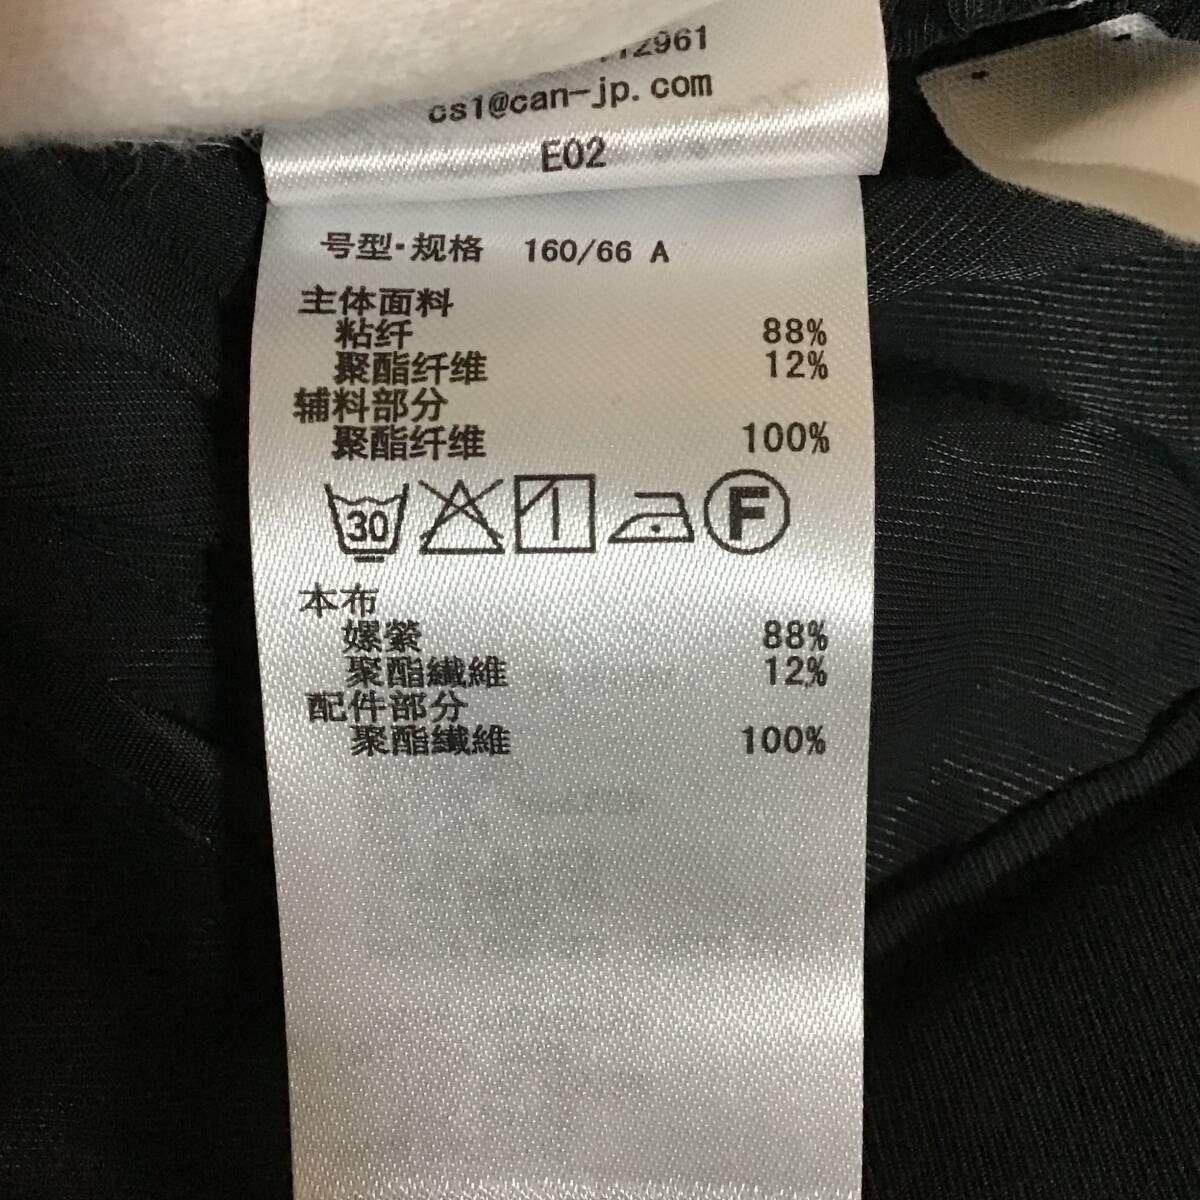 12961
cs1@can-jp.com
E02
号型·规格 160/66 A
主体面料
粘纤 88%
聚酯纤维 12%
辅料部分
聚酯纤维 100%
30 F
本布
嫘縈 88%
聚酯纖維 12%
配件部分
聚酯纖維 100%